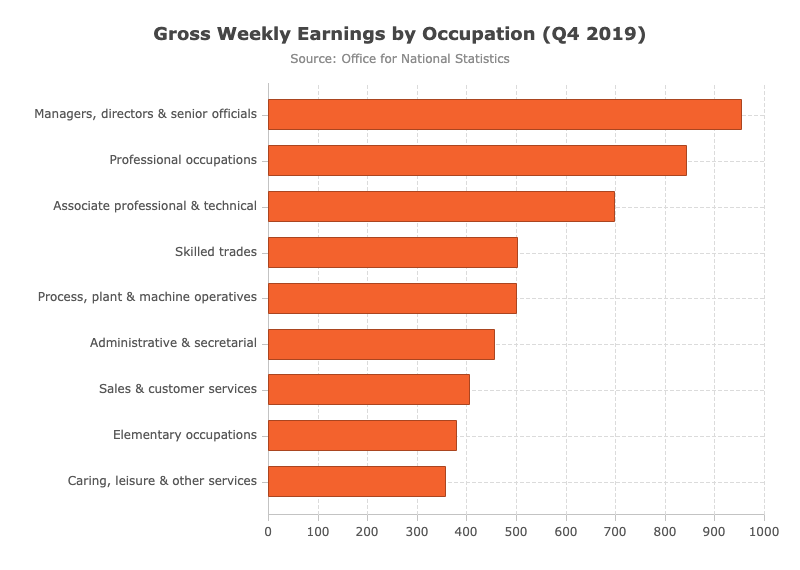 Gross Weekly Earnings by Occupation (Q4 2019)
Source: Office for National Statistics
Managers, directors & senior officials
Professional occupations
Associate professional & technical
Skilled trades
Process, plant & machine operatives
Administrative & secretarial
Sales & customer services
Elementary occupations
Caring, leisure & other services
0 100 200 300 400 500 600 700 800 900 1000